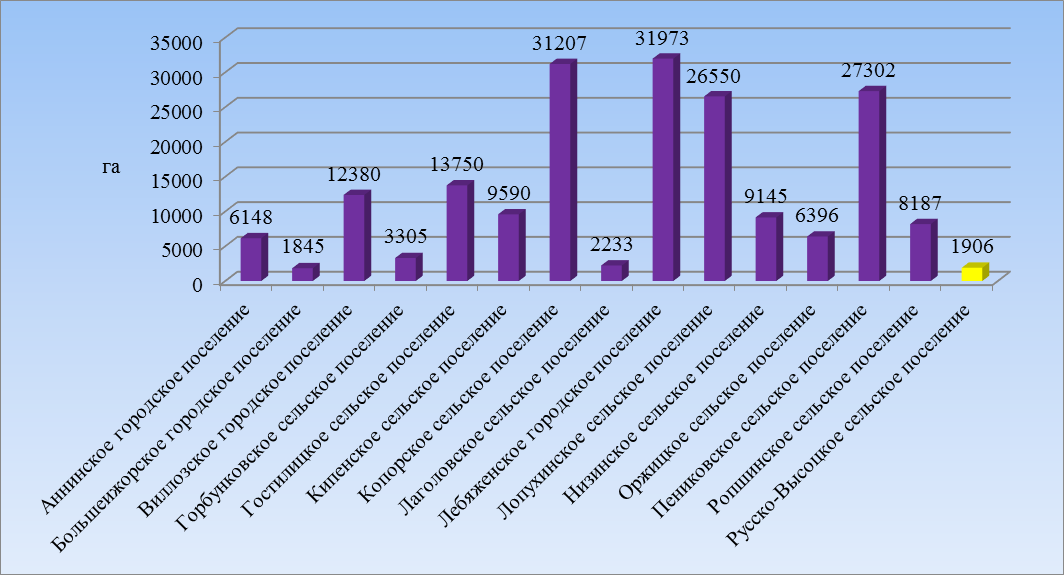 35000
30000
25000
20000
15000
10000
5000
0
га
6148
1845
12380
3305
13750
9590
31207
2233
31973
26550
9145
6396
27302
8187
1906
Аннинское городское поселение
Большеижорское городское поселение
Виллозское городское поселение
Горбунковское сельское поселение
Гостилицкое сельское поселение
Кипенское сельское поселение
Копорское сельское поселение
Лаголовское сельское поселение
Лебяженское городское поселение
Лопухинское сельское поселение
Низинское сельское поселение
Оржицкое сельское поселение
Пениковское сельское поселение
Ропшинское сельское поселение
Русско-Высоцкое сельское поселение